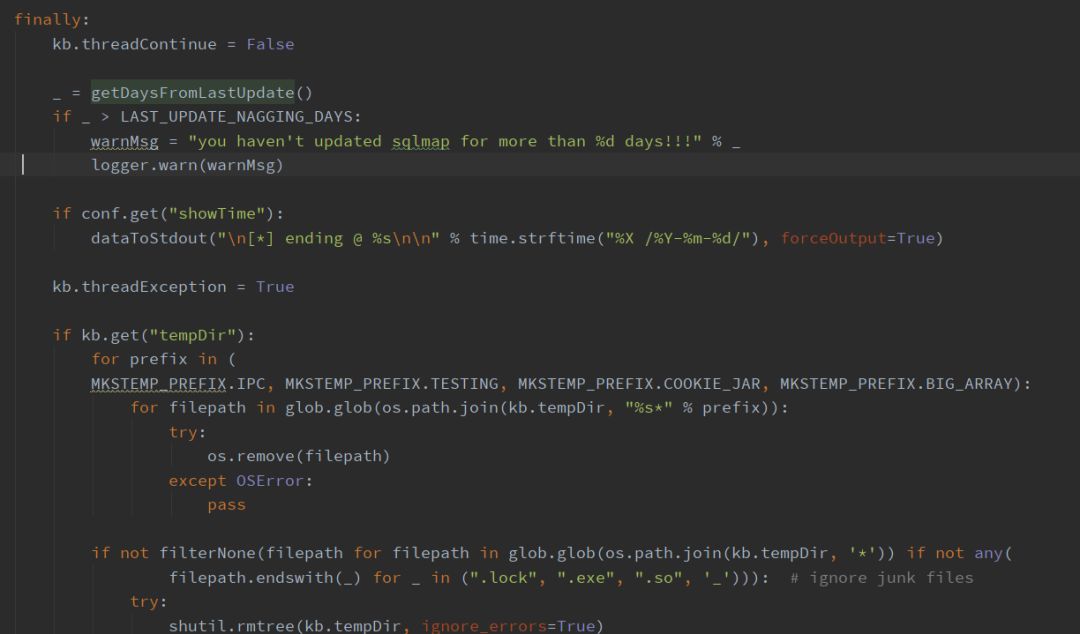 finally:
    kb.threadContinue = False

    _ = getDaysFromLastUpdate()
    if _ > LAST_UPDATE_NAGGING_DAYS:
        warnMsg = "you haven't updated sqlmap for more than %d days!!!" % _
        logger.warn(warnMsg)

    if conf.get("showTime"):
        dataToStdout("\n[*] ending @ %s\n\n" % time.strftime("%X /%Y-%m-%d/"), forceOutput=True)

    kb.threadException = True

    if kb.get("tempDir"):
        for prefix in (
        MKSTEMP_PREFIX.IPC, MKSTEMP_PREFIX.TESTING, MKSTEMP_PREFIX.COOKIE_JAR, MKSTEMP_PREFIX.BIG_ARRAY):
            for filepath in glob.glob(os.path.join(kb.tempDir, "%s*" % prefix)):
                try:
                    os.remove(filepath)
                except OSError:
                    pass

        if not filterNone(filepath for filepath in glob.glob(os.path.join(kb.tempDir, '*')) if not any(
                filepath.endswith(_) for _ in (".lock", ".exe", ".so", '_'))):  # ignore junk files
            try:
                shutil.rmtree(kb.tempDir, ignore_errors=True)